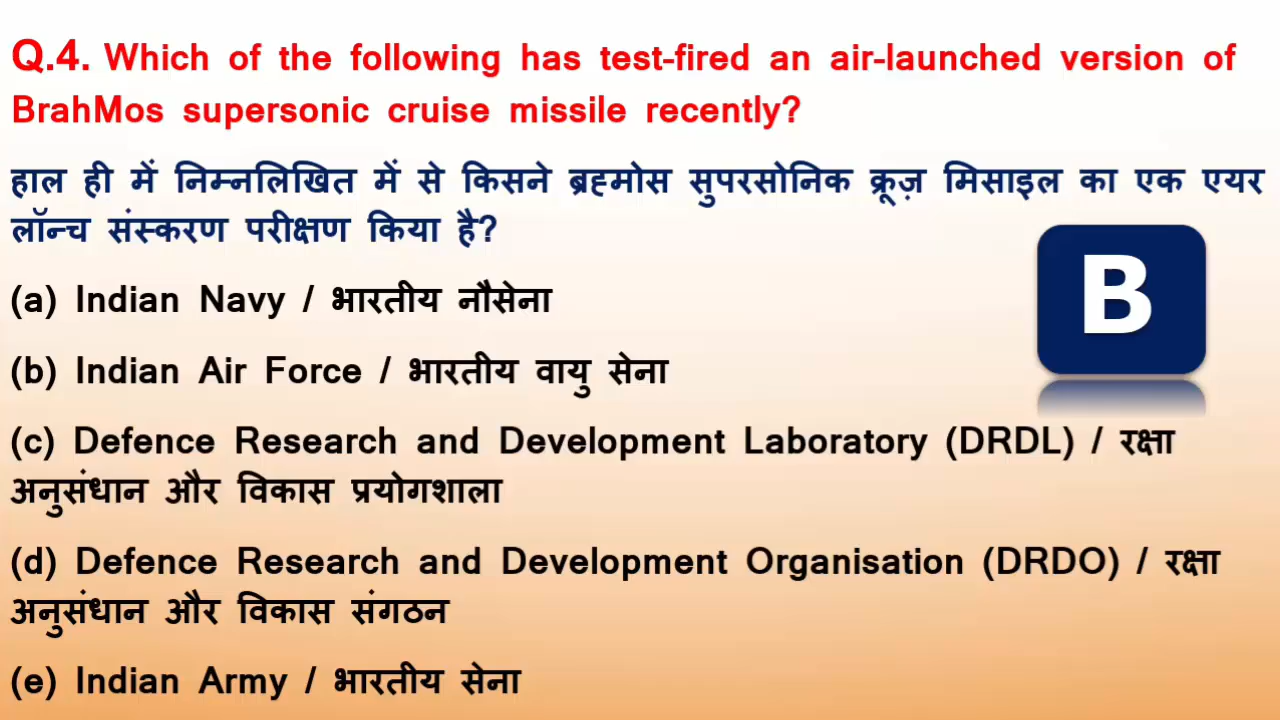 Q.4. Which of the following has test-fired an air-launched version of
BrahMos supersonic cruise missile recently?
हाल ही में निम्नलिखित में से किसने ब्रह्मोस सुपरसोनिक क्रूज़ मिसाइल का एक एयर
लॉन्च संस्करण परीक्षण किया है?
B
(a) Indian Navy / भारतीय नौसेना
(b) Indian Air Force / भारतीय वायु सेना
(c) Defence Research and Development Laboratory (DRDL) / रक्षा
अनुसंधान और विकास प्रयोगशाला
(d) Defence Research and Development Organisation (DRDO) / रक्षा
अनुसंधान और विकास संगठन
(e) Indian Army / भारतीय सेना